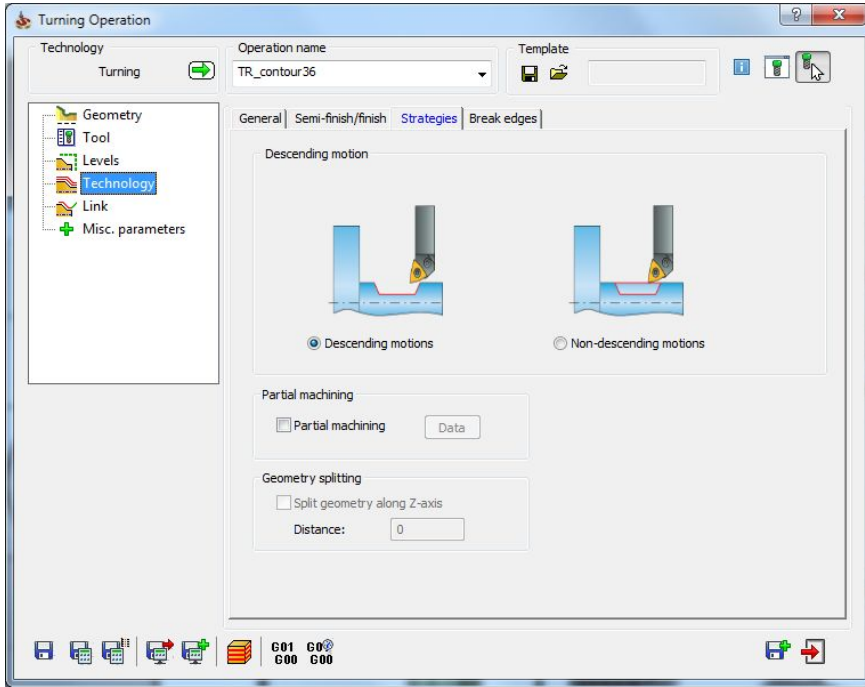 Turning Operation
Technology
Turning
Operation name
TR_contour36
Template
Geometry
Tool
Levels
Technology
Link
Misc. parameters
General
Semi-finish/finish
Strategies
Break edges
Descending motion
Descending motions
Non-descending motions
Partial machining
Partial machining
Data
Geometry splitting
Split geometry along Z-axis
Distance:
0
G01 G0
G00 G00